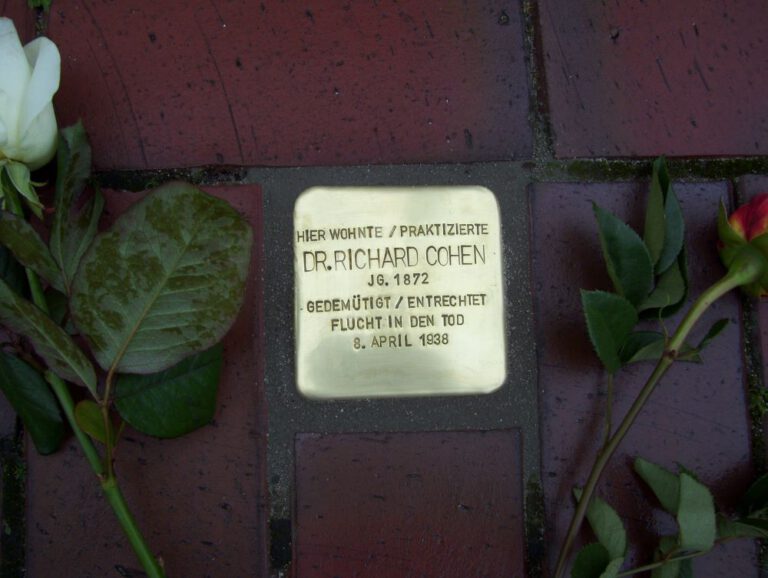 HIER WOHNTE / PRAKTIZIERTE
DR. RICHARD COHEN
JG. 1872
GEDEMÜTIGT / ENTRECHTET
FLUCHT IN DEN TOD
8. APRIL 1938